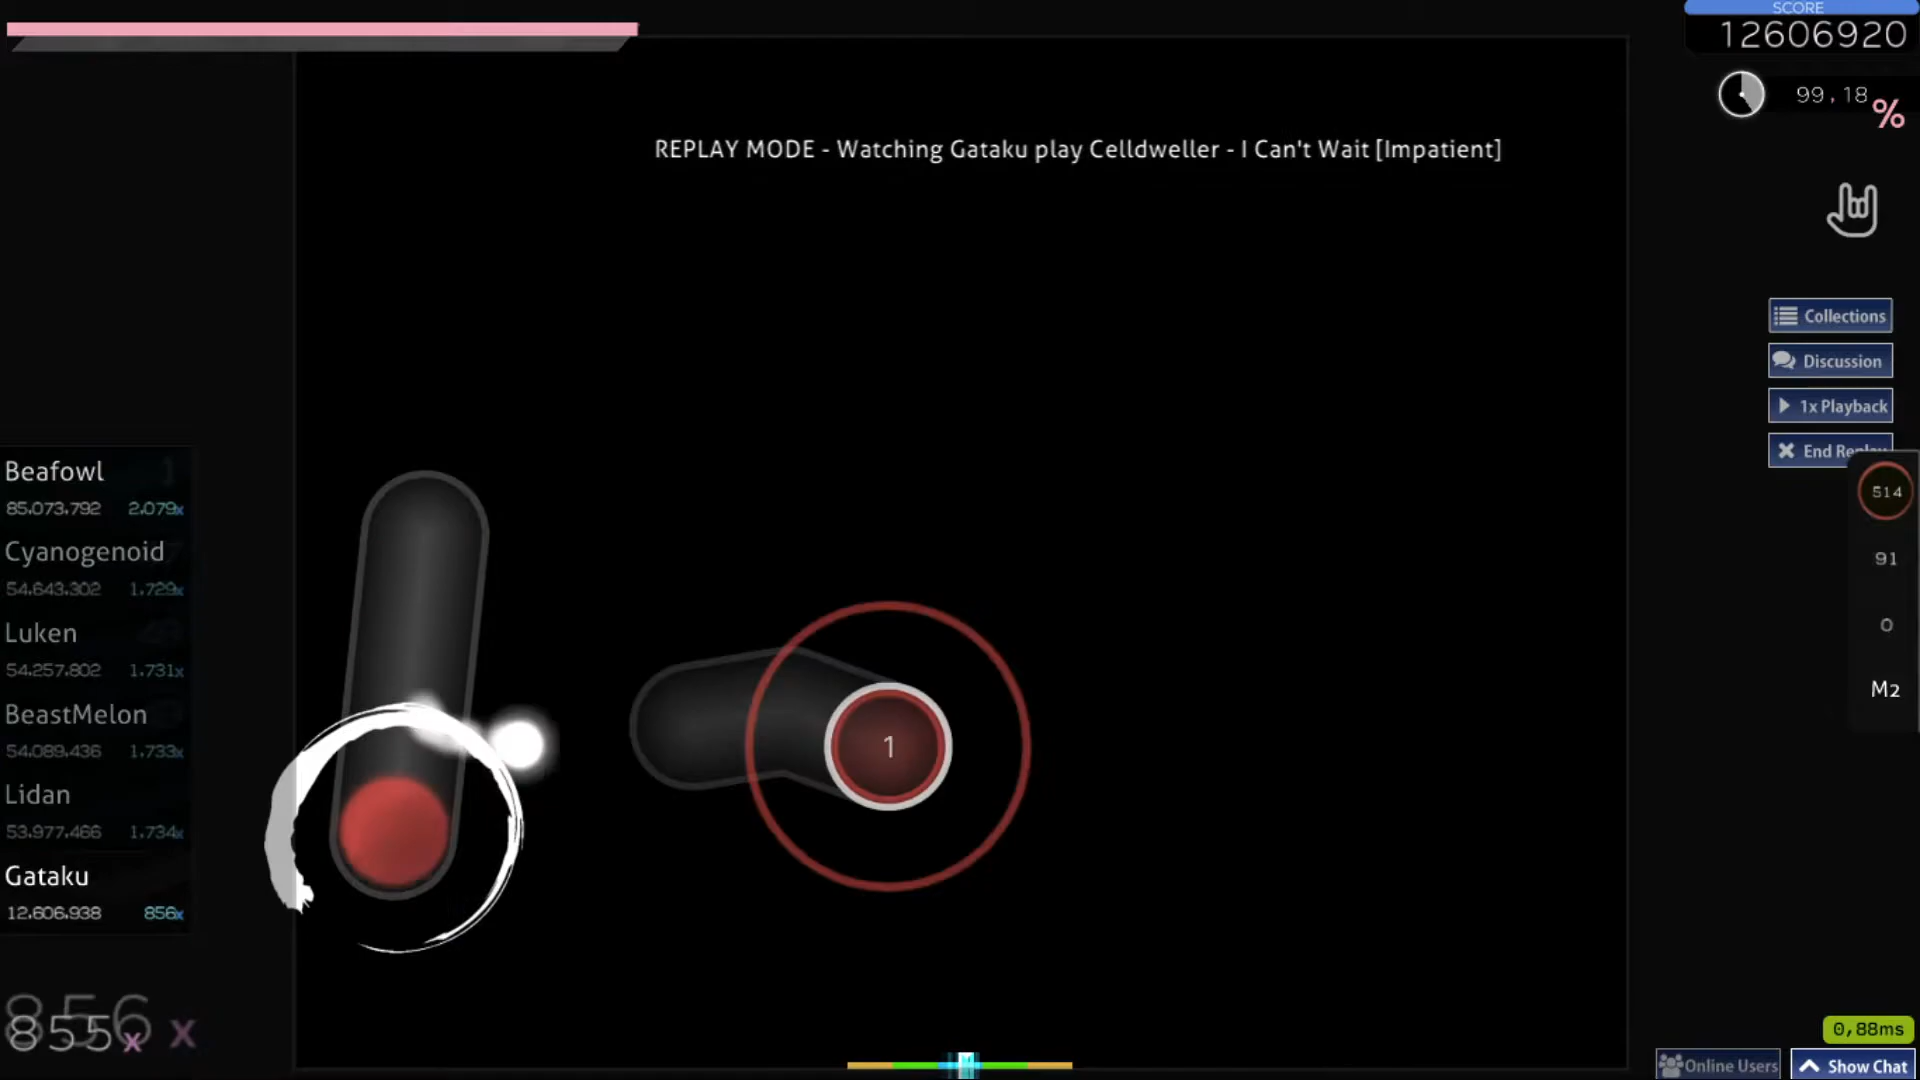 SCORE
12606920
99,18 %
REPLAY MODE - Watching Gataku play Celldweller - I Can't Wait [Impatient]
Collections
Discussion
1x Playback
End Replay
514
91
0
M2
Beafowl
85.073.792 2.079x
Cyanogenoid
54.643.302 1.729x
Luken
54.257.802 1.731x
BeastMelon
54.089.436 1.733x
Lidan
53.977.466 1.734x
Gataku
12.606.938 856x
1
856x
855x
0,88ms
Online Users
Show Chat